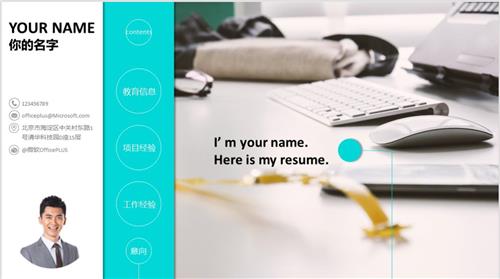 YOUR NAME
你的名字
123456789
officeplus@Microsoft.com
北京市海淀区中关村东路1
号清华科技园D座15层
@微软OfficePLUS
contents
教育信息
项目经验
工作经验
意向
I’ m your name.
Here is my resume.